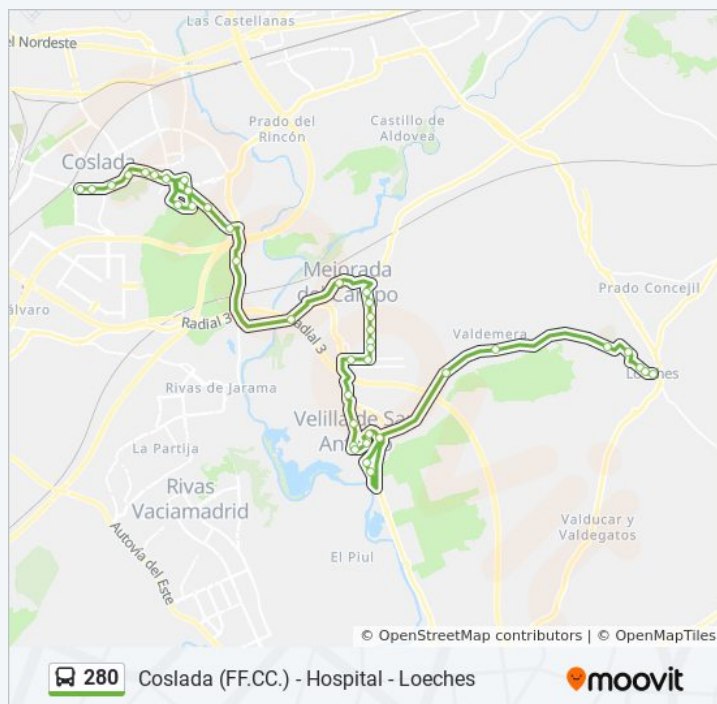 Las Castellanas
el Nordeste
Prado del
Rincón
Castillo de
Aldovea
Coslada
Mejorada
del Campo
Prado Concejil
álvaro
Radial 3
Radial 3
Valdemera
Loeches
Rivas de Jarama
Velilla de San
Antonio
La Partija
Rivas
Vaciamadrid
Autovía del Este
Valducar y
Valdegatos
El Piul
© OpenStreetMap contributors | © OpenMapTiles
280 Coslada (FF.CC.) - Hospital - Loeches
moovit